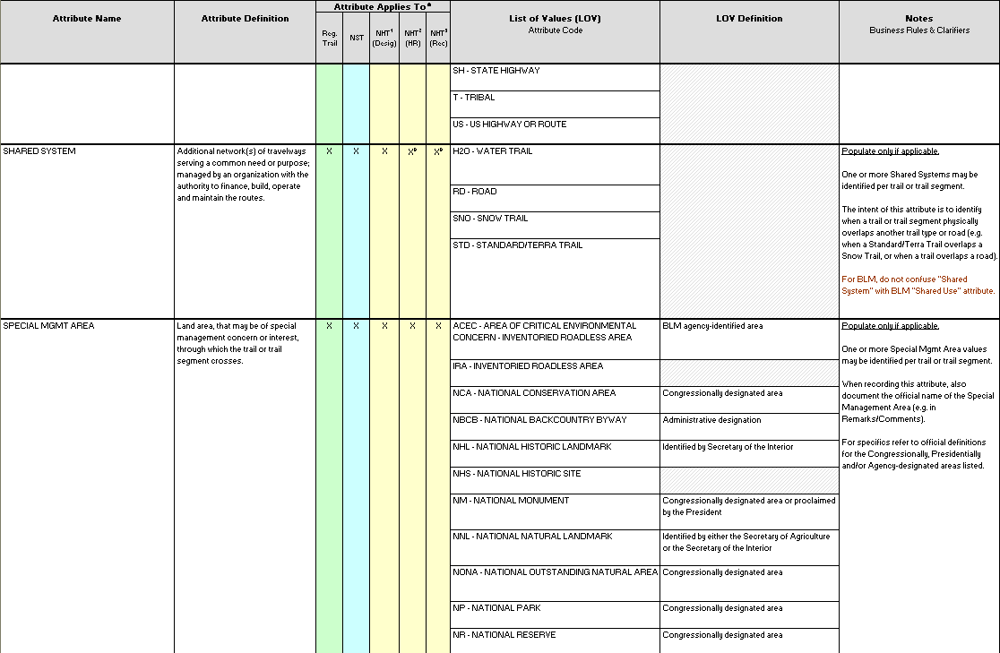 Attribute Name
Attribute Definition
Attribute Applies To
Reg. Trail
NST
NHT¹ (Desig)
NHT² (HR)
NHT³ (Rec)
List of Values (LOV)
Attribute Code
LOV Definition
Notes
Business Rules & Clarifiers
SH - STATE HIGHWAY
T - TRIBAL
US - US HIGHWAY OR ROUTE
SHARED SYSTEM
Additional network(s) of travelways
serving a common need or purpose;
managed by an organization with the
authority to finance, build, operate
and maintain the routes.
X X X X X
H2O - WATER TRAIL
RD - ROAD
SNO - SNOW TRAIL
STD - STANDARD/TERRA TRAIL
Populate only if applicable.
One or more Shared Systems may be
identified per trail or trail segment.
The intent of this attribute is to identify
when a trail or trail segment physically
overlaps another trail type or road (e.g.
when a Standard/Terra Trail overlaps a
Snow Trail, or when a trail overlaps a road).
For BLM, do not confuse "Shared
System" with BLM "Shared Use" attribute.
SPECIAL MGMT AREA
Land area, that may be of special
management concern or interest,
through which the trail or trail
segment crosses.
X X X X X
ACEC - AREA OF CRITICAL ENVIRONMENTAL
CONCERN - INVENTORIED ROADLESS AREA
BLM agency-identified area
IRA - INVENTORIED ROADLESS AREA
NCA - NATIONAL CONSERVATION AREA
Congressionally designated area
NBCB - NATIONAL BACKCOUNTRY BYWAY
Administrative designation
NHL - NATIONAL HISTORIC LANDMARK
Identified by Secretary of the Interior
NHS - NATIONAL HISTORIC SITE
NM - NATIONAL MONUMENT
Congressionally designated area or proclaimed
by the President
NNL - NATIONAL NATURAL LANDMARK
Identified by either the Secretary of Agriculture
or the Secretary of the Interior
NONA - NATIONAL OUTSTANDING NATURAL AREA
Congressionally designated area
NP - NATIONAL PARK
Congressionally designated area
NR - NATIONAL RESERVE
Congressionally designated area
Populate only if applicable.
One or more Special Mgmt Area values
may be identified per trail or trail segment.
When recording this attribute, also
document the official name of the Special
Management Area (e.g. in
Remarks/Comments).
For specifics refer to official definitions
for the Congressionally, Presidentially
and/or Agency-designated areas listed.